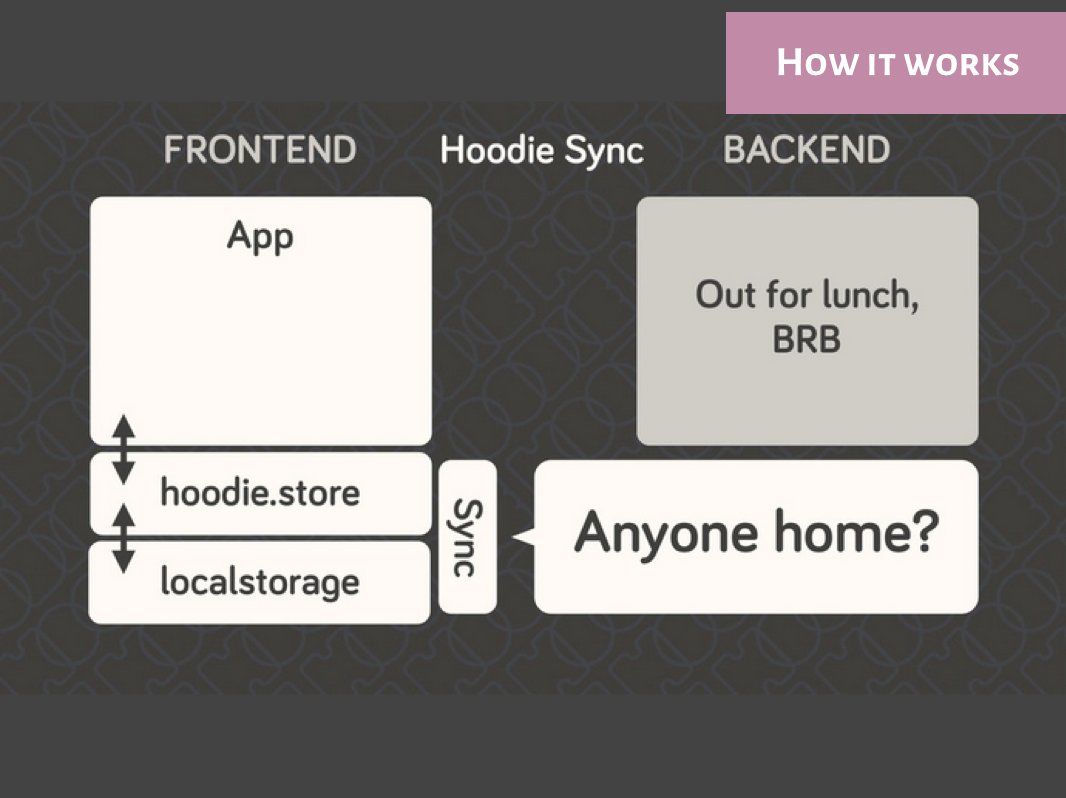 How it works
FRONTEND
Hoodie Sync
BACKEND
App
Out for lunch,
BRB
hoodie.store
Sync
Anyone home?
localstorage